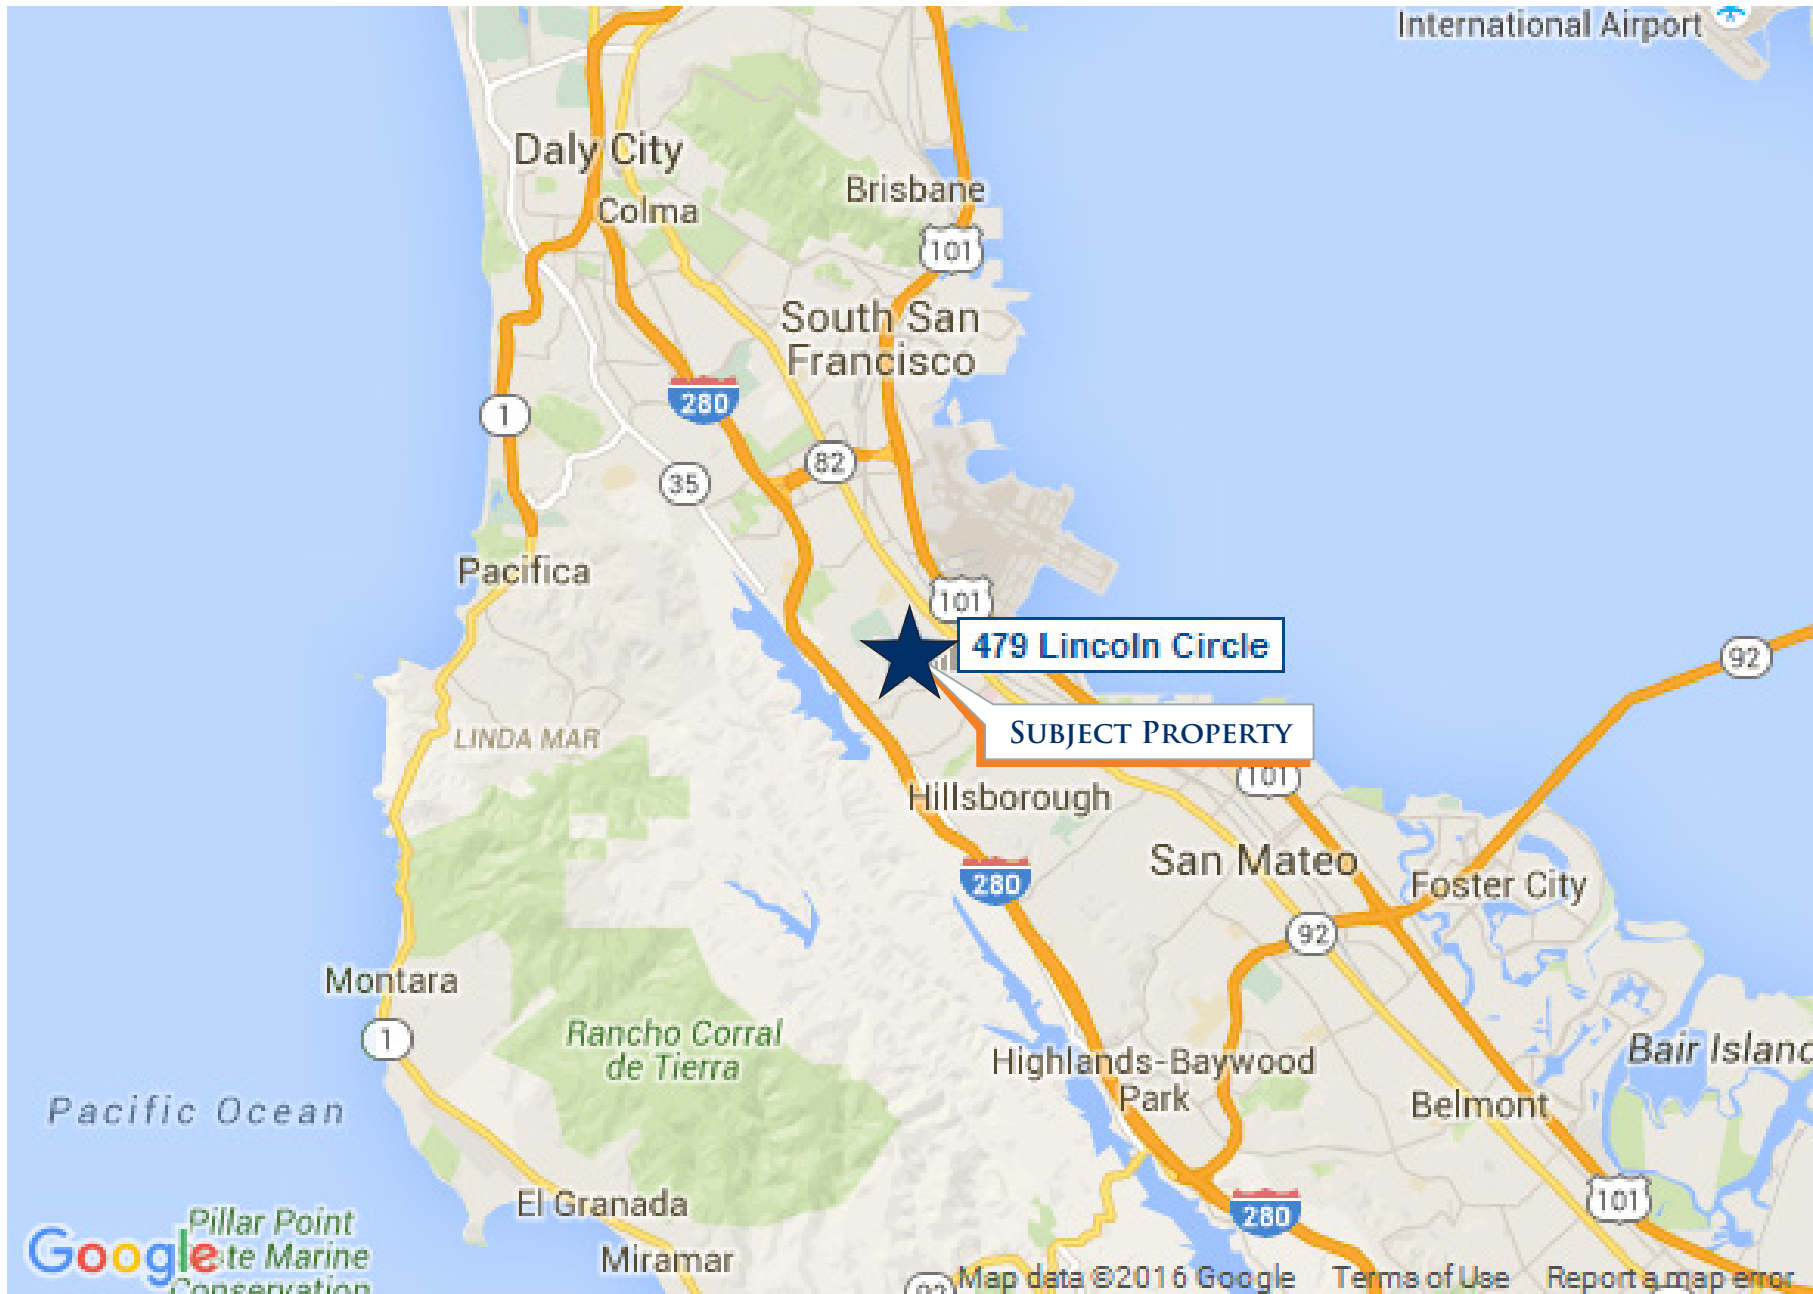 International Airport
Daly City
Brisbane
Colma
101
South San
Francisco
280
1
82
35
Pacifica
101
479 Lincoln Circle
92
SUBJECT PROPERTY
LINDA MAR
101
Hillsborough
San Mateo
280
Foster City
92
Montara
Rancho Corral
de Tierra
1
Highlands-Baywood
Park
Bair Island
Belmont
Pacific Ocean
El Granada
101
280
Pillar Point
Google te Marine
Conservation
Miramar
92
Map data ©2016 Google Terms of Use Report a map error